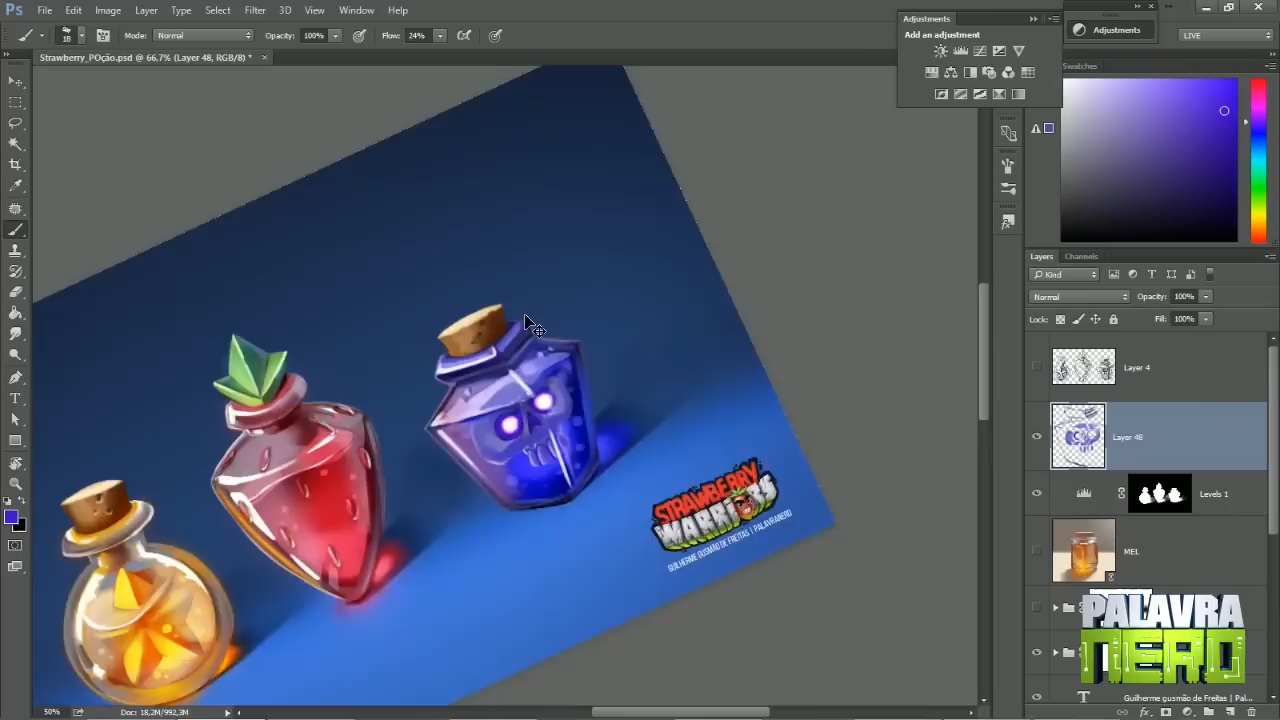 Ps File Edit Image Layer Type Select Filter 3D View Window Help
18 Mode: Normal Opacity: 100% Flow: 24%
Strawberry_POção.psd @ 66,7% (Layer 48, RGB/8) * ×
Adjustments
Add an adjustment
Adjustments
LIVE
Swatches
Layers Channels
Kind
Normal Opacity: 100%
Lock: Fill: 100%
Layer 4
Layer 48
Levels 1
MEL
PALAVRA
NERD
T Guilherme gusmão de Freitas | Pal...
STRAWBERRY
WARRIORS
GUILHERME GUSMÃO DE FREITAS | PALAVRANERD
50% Doc: 18,2M/992,3M
fx